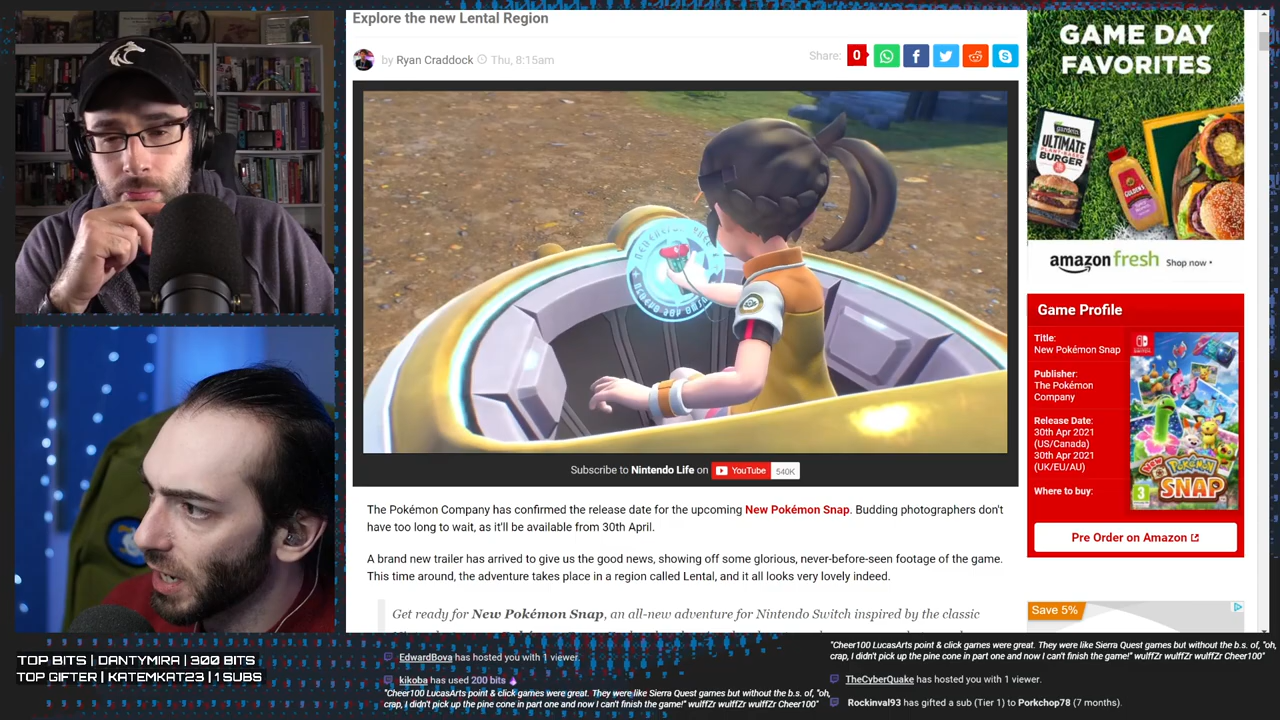 Explore the new Lental Region
by Ryan Craddock Thu, 8:15am
Share: 0
Subscribe to Nintendo Life on YouTube 540K
The Pokémon Company has confirmed the release date for the upcoming New Pokémon Snap. Budding photographers don't
have too long to wait, as it'll be available from 30th April.
A brand new trailer has arrived to give us the good news, showing off some glorious, never-before-seen footage of the game.
This time around, the adventure takes place in a region called Lental, and it all looks very lovely indeed.
Get ready for New Pokémon Snap, an all-new adventure for Nintendo Switch inspired by the classic
GAME DAY
FAVORITES
gardein
ULTIMATE
PLANT-BASED
BURGER
GOLDEN'S
amazon fresh Shop now
Game Profile
Title:
New Pokémon Snap
Publisher:
The Pokémon
Company
Release Date:
30th Apr 2021
(US/Canada)
30th Apr 2021
(UK/EU/AU)
Where to buy:
NEW
POKÉMON
SNAP
3
Pre Order on Amazon
Save 5%
TOP BITS | DANTYMIRA | 300 BITS
TOP GIFTER | KATEMKAT23 | 1 SUBS
EdwardBova has hosted you with 1 viewer.
kikoba has used 200 bits
"Cheer100 LucasArts point & click games were great. They were like Sierra Quest games but without the b.s. of, "oh,
crap, I didn't pick up the pine cone in part one and now I can't finish the game!" wulffZr wulffZr wulffZr Cheer100"
"Cheer100 LucasArts point & click games were great. They were like Sierra Quest games but without the b.s. of, "oh,
crap, I didn't pick up the pine cone in part one and now I can't finish the game!" wulffZr wulffZr wulffZr Cheer100"
TheCyberQuake has hosted you with 1 viewer.
Rockinval93 has gifted a sub (Tier 1) to Porkchop78 (7 months).